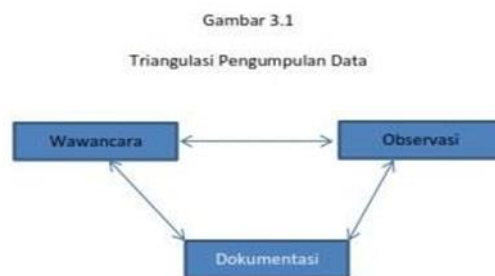 Gambar 3.1
Triangulasi Pengumpulan Data
Wawancara
Observasi
Dokumentasi